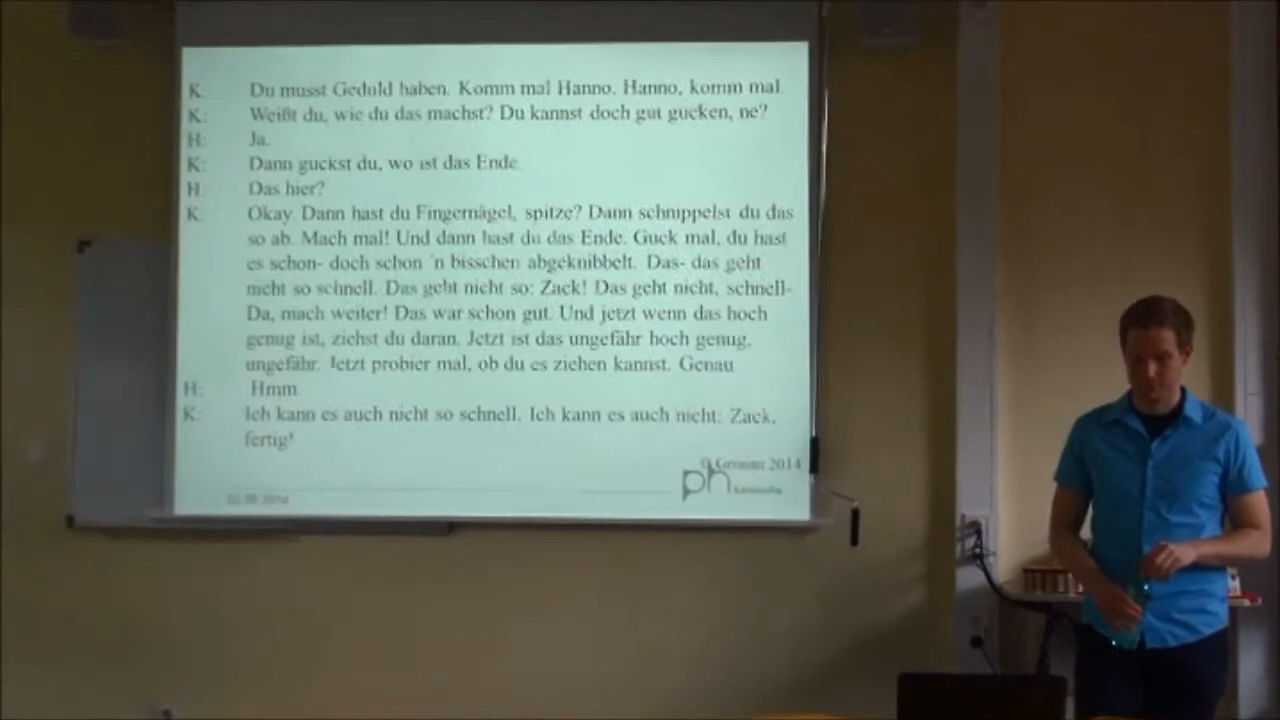 K: Du musst Geduld haben. Komm mal Hanno. Hanno, komm mal.
K: Weißt du, wie du das machst? Du kannst doch gut gucken, ne?
H: Ja.
K: Dann guckst du, wo ist das Ende.
H: Das hier?
K: Okay. Dann hast du Fingernägel, spitze? Dann schnippelst du das
so ab. Mach mal! Und dann hast du das Ende. Guck mal, du hast
es schon- doch schon 'n bisschen abgeknibbelt. Das- das geht
nicht so schnell. Das geht nicht so: Zack! Das geht nicht, schnell-
Da, mach weiter! Das war schon gut. Und jetzt wenn das hoch
genug ist, ziehst du daran. Jetzt ist das ungefähr hoch genug,
ungefähr. Jetzt probier mal, ob du es ziehen kannst. Genau
H: Hmm.
K: Ich kann es auch nicht so schnell. Ich kann es auch nicht: Zack,
fertig!
2014
ph